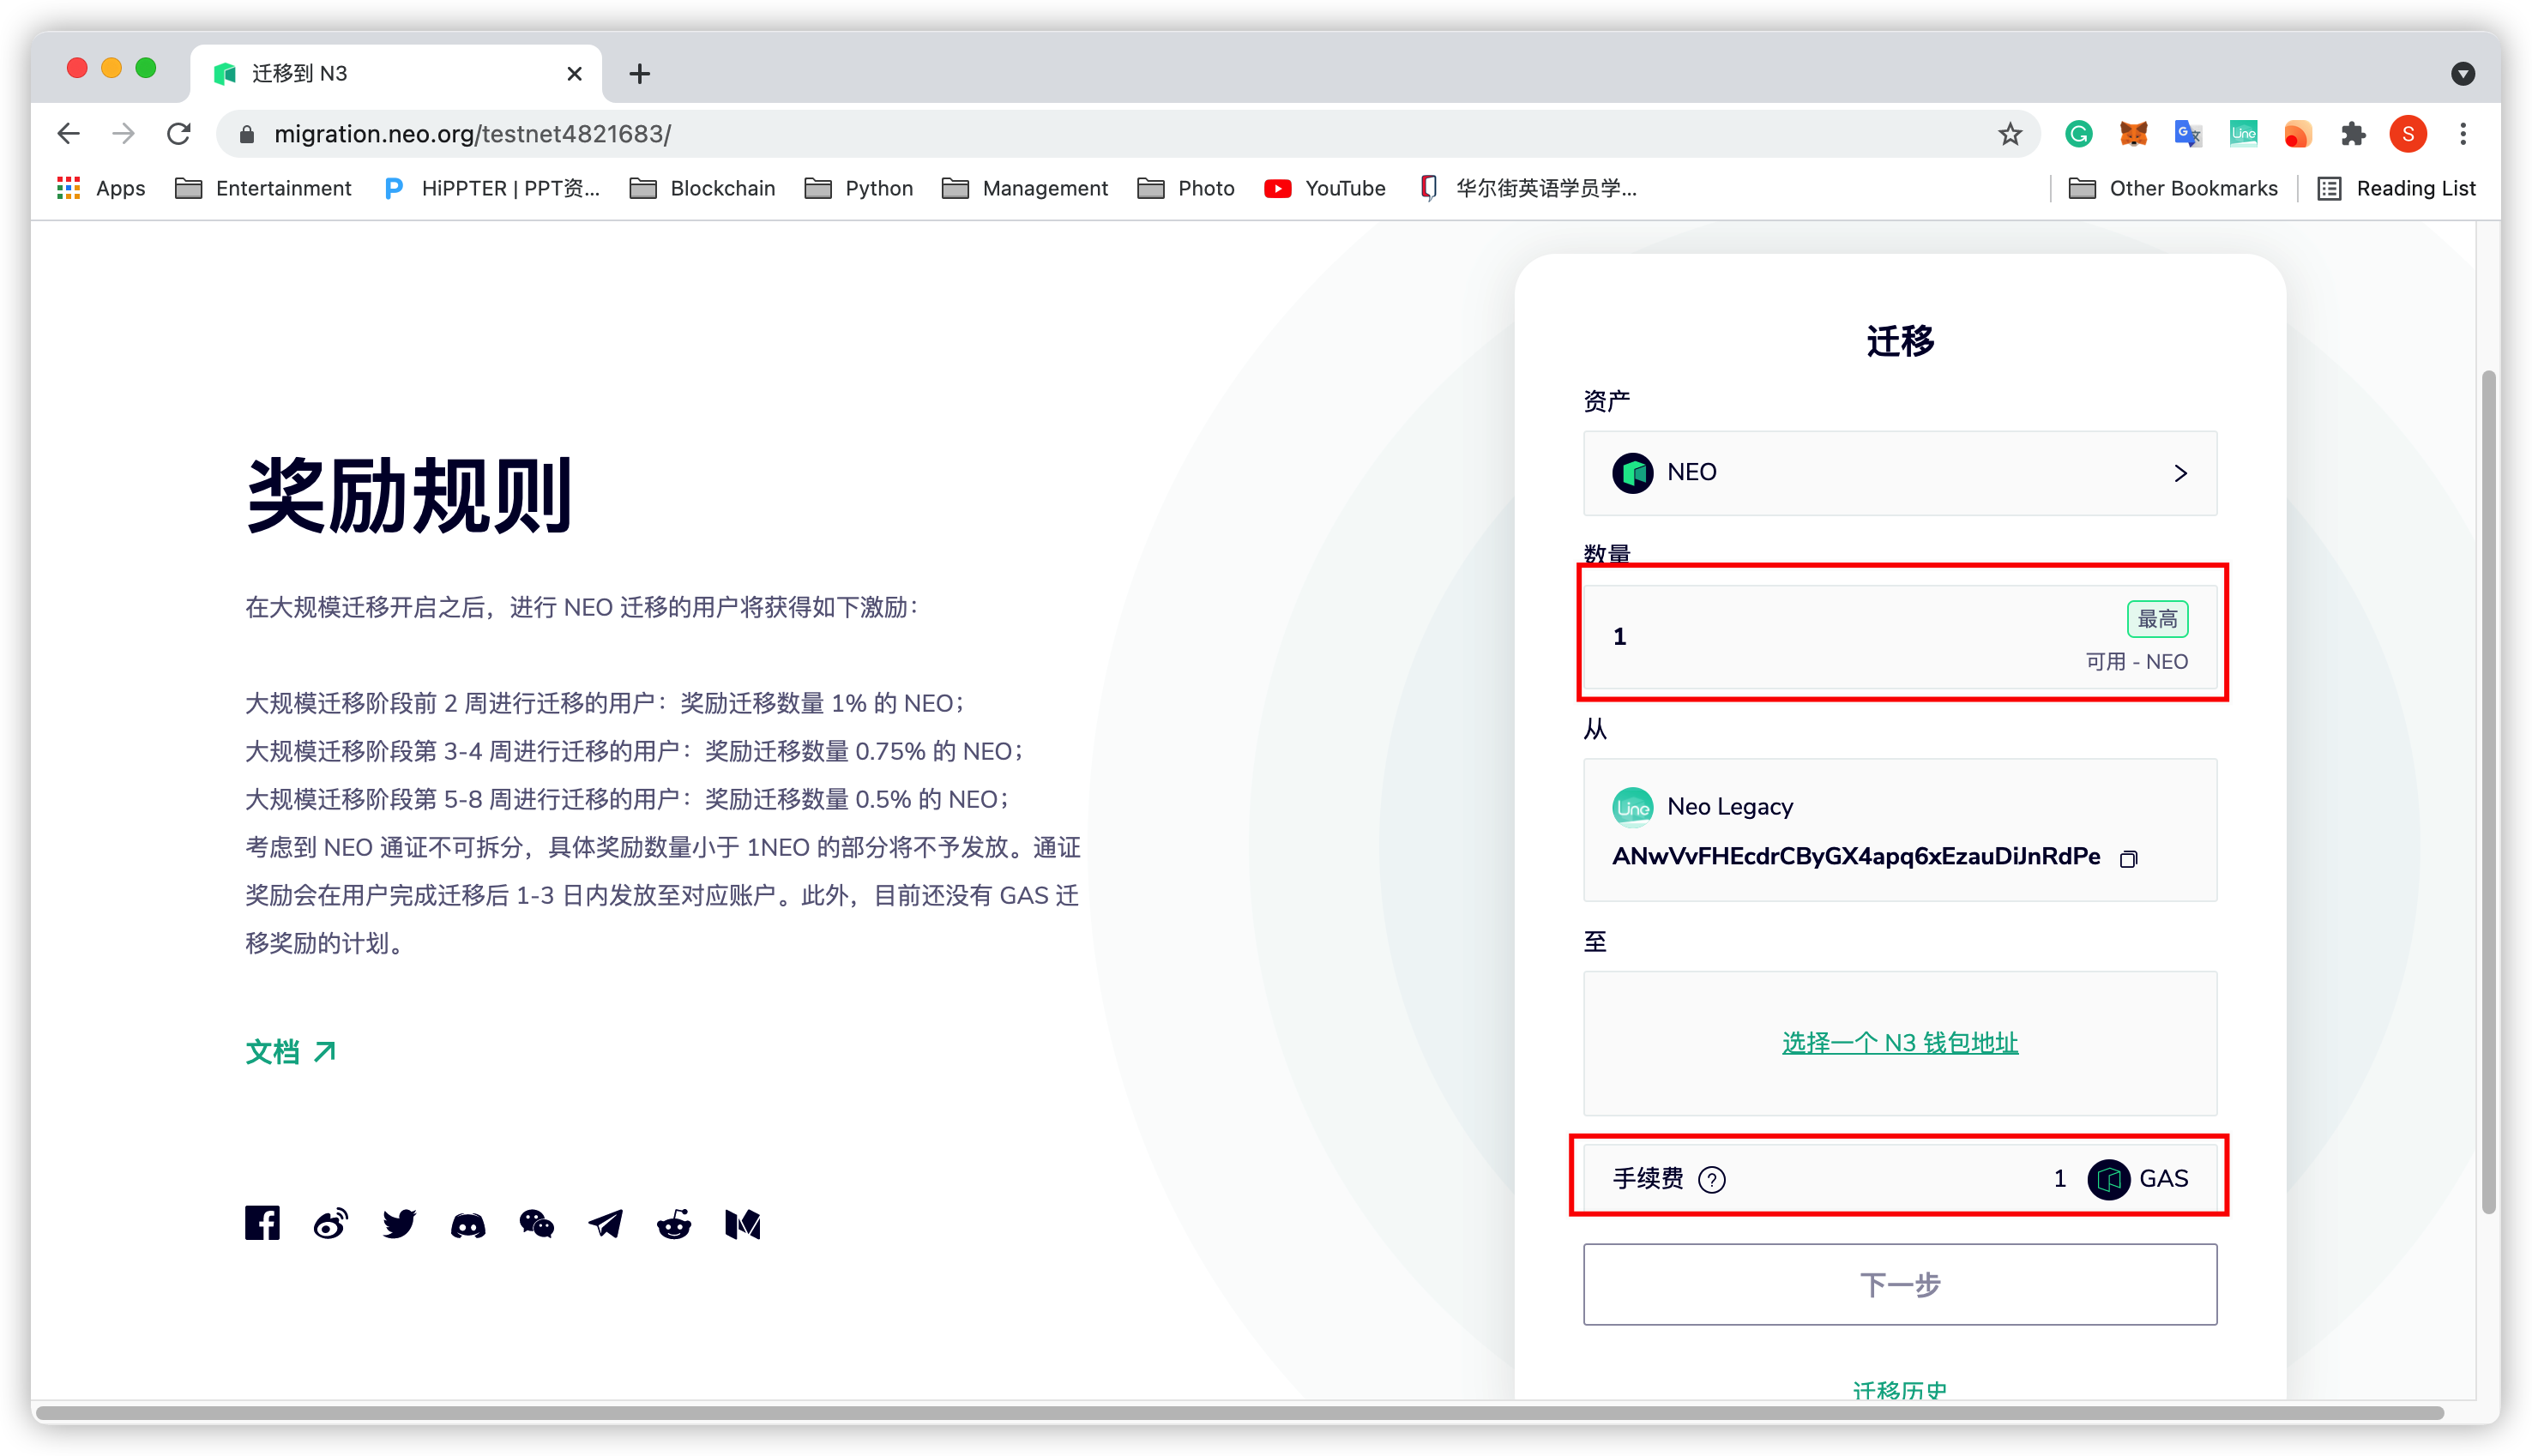 迁移到 N3
migration.neo.org/testnet4821683/
S
Apps
Entertainment
HiPPTER | PPT资...
Blockchain
Python
Management
Photo
YouTube
华尔街英语学员学...
Other Bookmarks
Reading List
奖励规则
在大规模迁移开启之后，进行 NEO 迁移的用户将获得如下激励：
大规模迁移阶段前 2 周进行迁移的用户：奖励迁移数量 1% 的 NEO；
大规模迁移阶段第 3-4 周进行迁移的用户：奖励迁移数量 0.75% 的 NEO；
大规模迁移阶段第 5-8 周进行迁移的用户：奖励迁移数量 0.5% 的 NEO；
考虑到 NEO 通证不可拆分，具体奖励数量小于 1NEO 的部分将不予发放。通证
奖励会在用户完成迁移后 1-3 日内发放至对应账户。此外，目前还没有 GAS 迁
移奖励的计划。
文档
迁移
资产
NEO
数量
1
最高
可用 - NEO
从
Line
Neo Legacy
ANwVvFHEcdrCByGX4apq6xEzauDiJnRdPe
至
选择一个 N3 钱包地址
手续费 ?
1 GAS
下一步
迁移历史